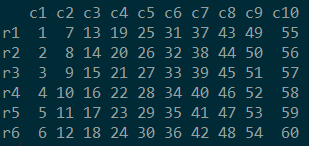 c1 c2 c3 c4 c5 c6 c7 c8 c9 c10
r1 1 7 13 19 25 31 37 43 49 55
r2 2 8 14 20 26 32 38 44 50 56
r3 3 9 15 21 27 33 39 45 51 57
r4 4 10 16 22 28 34 40 46 52 58
r5 5 11 17 23 29 35 41 47 53 59
r6 6 12 18 24 30 36 42 48 54 60